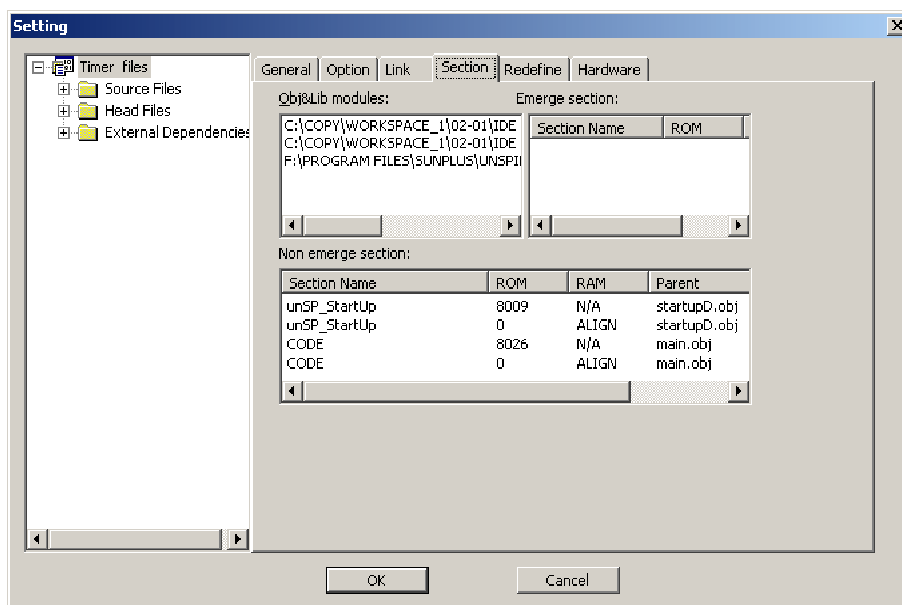 Setting
Timer files
Source Files
Head Files
External Dependencies
General Option Link Section Redefine Hardware
Obj&Lib modules: Emerge section:
C:\COPY\WORKSPACE_1\02-01\IDE
C:\COPY\WORKSPACE_1\02-01\IDE
F:\PROGRAM FILES\SUNPLUS\UNSPI
Section Name ROM
Non emerge section:
Section Name ROM RAM Parent
unSP_StartUp 8009 N/A startupD.obj
unSP_StartUp 0 ALIGN startupD.obj
CODE 8026 N/A main.obj
CODE 0 ALIGN main.obj
OK Cancel